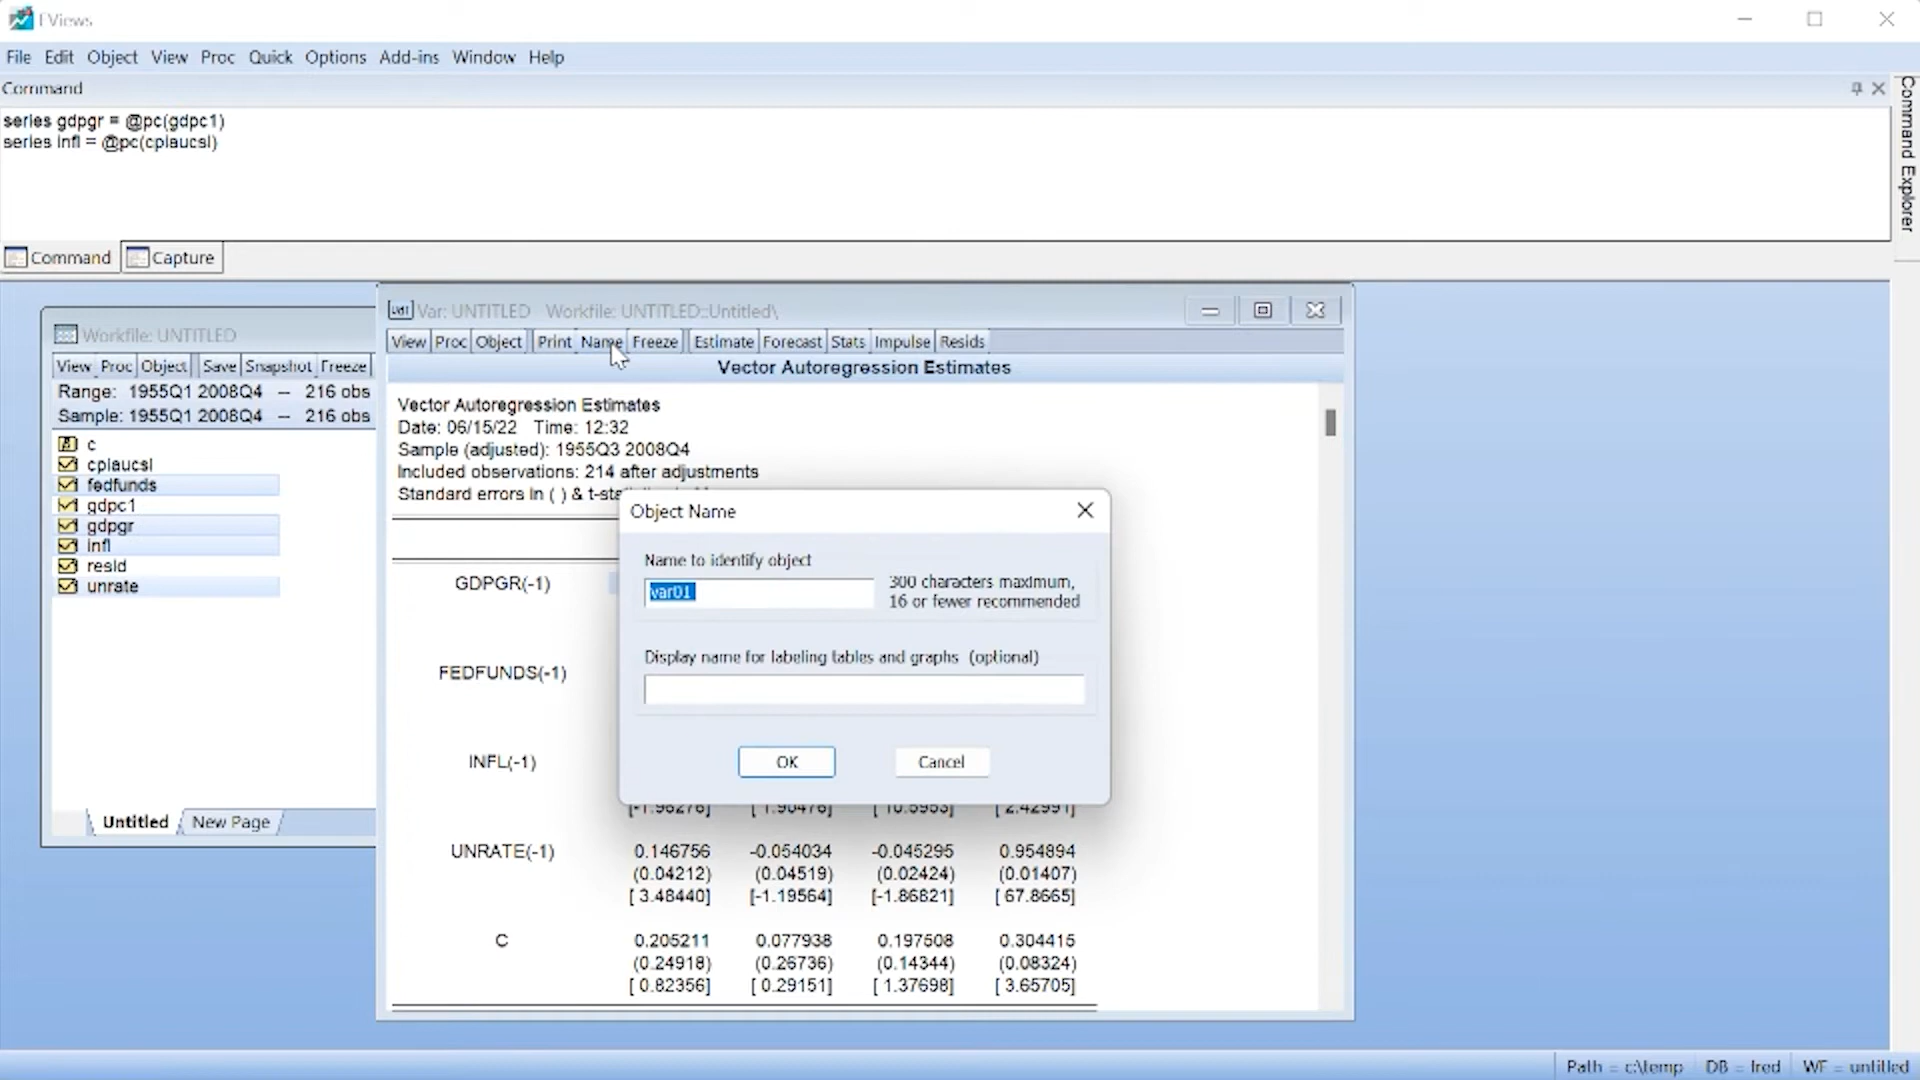 EViews
File Edit Object View Proc Quick Options Add-ins Window Help
Command
series gdpgr = @pc(gdpc1)
series infl = @pc(cpiaucsl)
Command Explorer
Command Capture
Workfile: UNTITLED
View Proc Object Save Snapshot Freeze
Range: 1955Q1 2008Q4 -- 216 obs
Sample: 1955Q1 2008Q4 -- 216 obs
c
cpiaucsl
fedfunds
gdpc1
gdpgr
infl
resid
unrate
Untitled New Page
Var: UNTITLED Workfile: UNTITLED::Untitled\
View Proc Object Print Name Freeze Estimate Forecast Stats Impulse Resids
Vector Autoregression Estimates
Vector Autoregression Estimates
Date: 06/15/22 Time: 12:32
Sample (adjusted): 1955Q3 2008Q4
Included observations: 214 after adjustments
Standard errors in ( ) & t-sta
GDPGR(-1)
FEDFUNDS(-1)
INFL(-1)
[-1.98276] [ 1.90476] [ 10.5953] [ 2.42991]
UNRATE(-1) 0.146756 -0.054034 -0.045295 0.954894
(0.04212) (0.04519) (0.02424) (0.01407)
[ 3.48440] [-1.19564] [-1.86821] [ 67.8665]
C 0.205211 0.077938 0.197508 0.304415
(0.24918) (0.26736) (0.14344) (0.08324)
[ 0.82356] [ 0.29151] [ 1.37698] [ 3.65705]
Object Name
Name to identify object
var01
300 characters maximum,
16 or fewer recommended
Display name for labeling tables and graphs (optional)
OK Cancel
Path = c:\temp DB = fred WF = untitled